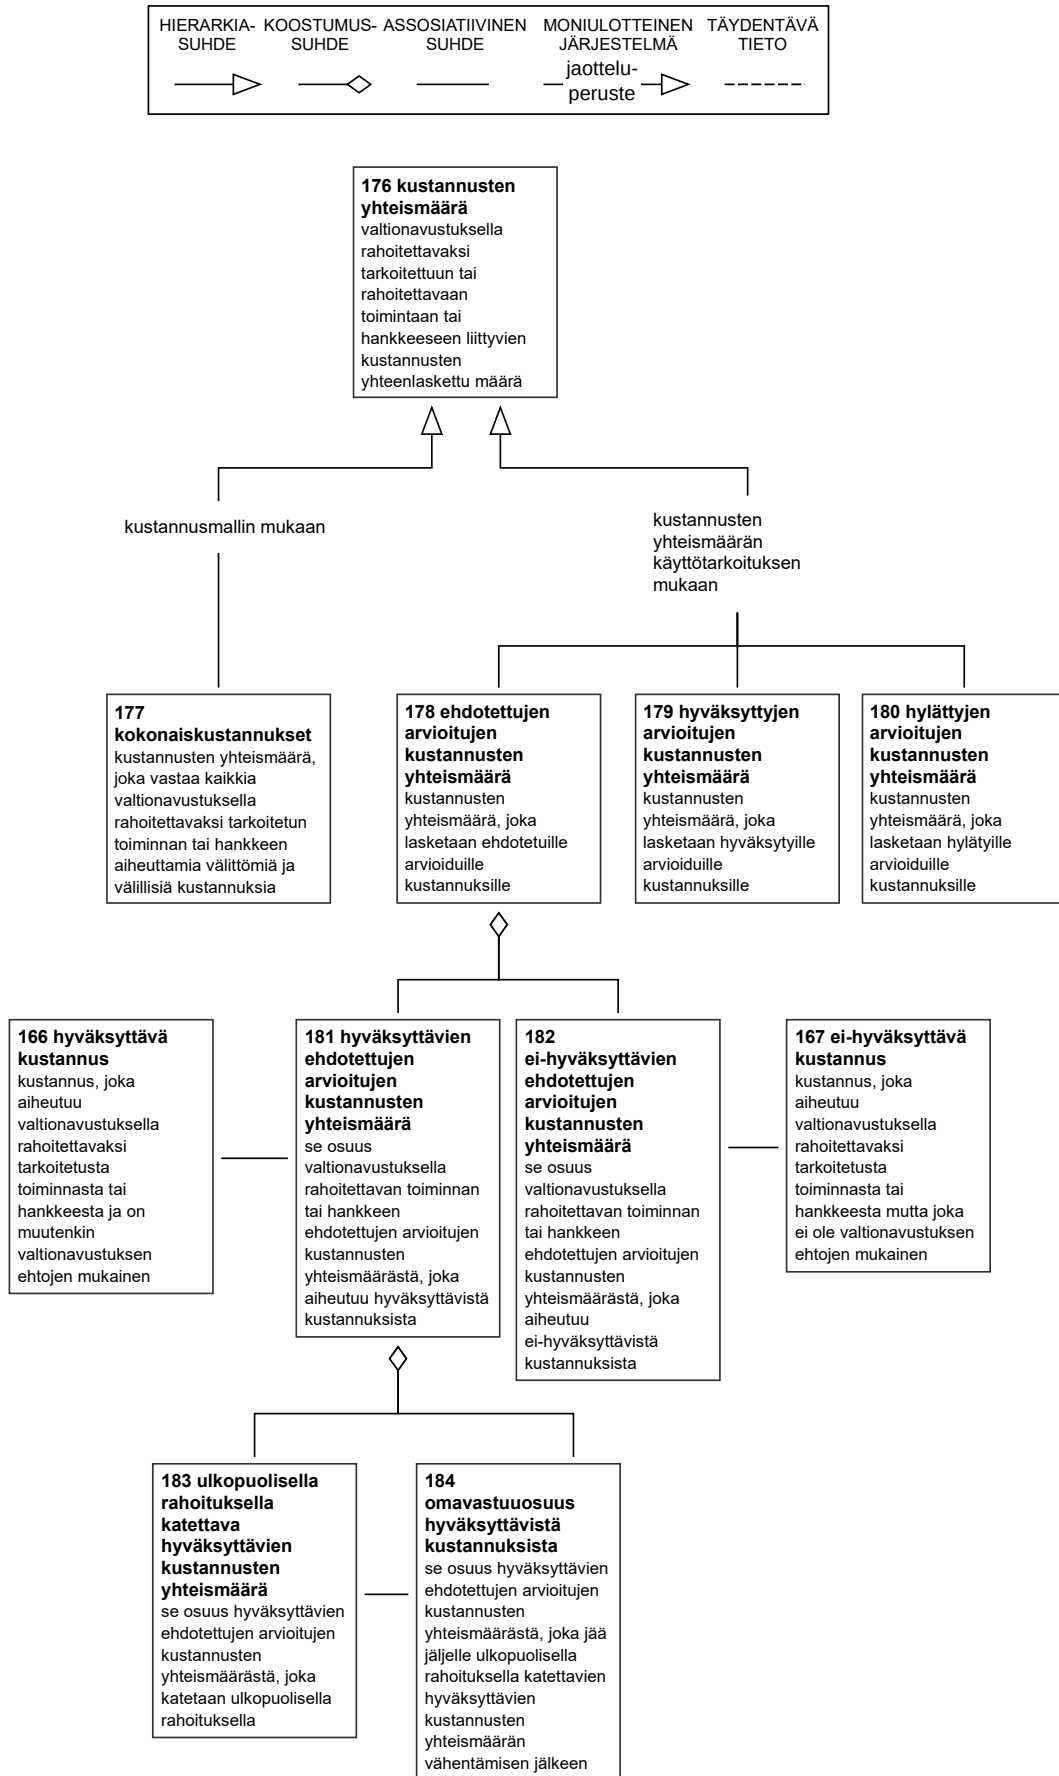 HIERARKIA-
SUHDE
KOOSTUMUS-
SUHDE
ASSOSIATIIVINEN
SUHDE
MONIULOTTEINEN
JÄRJESTELMÄ
jaottelu-
peruste
TÄYDENTÄVÄ
TIETO
176 kustannusten
yhteismäärä
valtionavustuksella
rahoitettavaksi
tarkoitettuun tai
rahoitettavaan
toimintaan tai
hankkeeseen liittyvien
kustannusten
yhteenlaskettu määrä
kustannusmallin mukaan
kustannusten
yhteismäärän
käyttötarkoituksen
mukaan
177
kokonaiskustannukset
kustannusten yhteismäärä,
joka vastaa kaikkia
valtionavustuksella
rahoitettavaksi tarkoitetun
toiminnan tai hankkeen
aiheuttamia välittömiä ja
välillisiä kustannuksia
178 ehdotettujen
arvioitujen
kustannusten
yhteismäärä
kustannusten
yhteismäärä, joka
lasketaan ehdotetuille
arvioiduille
kustannuksille
179 hyväksyttyjen
arvioitujen
kustannusten
yhteismäärä
kustannusten
yhteismäärä, joka
lasketaan hyväksytyille
arvioiduille
kustannuksille
180 hylättyjen
arvioitujen
kustannusten
yhteismäärä
kustannusten
yhteismäärä, joka
lasketaan hylätyille
arvioiduille
kustannuksille
166 hyväksyttävä
kustannus
kustannus, joka
aiheutuu
valtionavustuksella
rahoitettavaksi
tarkoitetusta
toiminnasta tai
hankkeesta ja on
muutenkin
valtionavustuksen
ehtojen mukainen
181 hyväksyttävien
ehdotettujen
arvioitujen
kustannusten
yhteismäärä
se osuus
valtionavustuksella
rahoitettavan toiminnan
tai hankkeen
ehdotettujen arvioitujen
kustannusten
yhteismäärästä, joka
aiheutuu hyväksyttävistä
kustannuksista
182
ei-hyväksyttävien
ehdotettujen
arvioitujen
kustannusten
yhteismäärä
se osuus
valtionavustuksella
rahoitettavan toiminnan
tai hankkeen
ehdotettujen arvioitujen
kustannusten
yhteismäärästä, joka
aiheutuu
ei-hyväksyttävistä
kustannuksista
167 ei-hyväksyttävä
kustannus
kustannus, joka
aiheutuu
valtionavustuksella
rahoitettavaksi
tarkoitetusta
toiminnasta tai
hankkeesta mutta joka
ei ole valtionavustuksen
ehtojen mukainen
183 ulkopuolisella
rahoituksella
katettava
hyväksyttävien
kustannusten
yhteismäärä
se osuus hyväksyttävien
ehdotettujen arvioitujen
kustannusten
yhteismäärästä, joka
katetaan ulkopuolisella
rahoituksella
184
omavastuuosuus
hyväksyttävistä
kustannuksista
se osuus hyväksyttävien
ehdotettujen arvioitujen
kustannusten
yhteismäärästä, joka jää
jäljelle ulkopuolisella
rahoituksella katettavien
hyväksyttävien
kustannusten
yhteismäärän
vähentämisen jälkeen